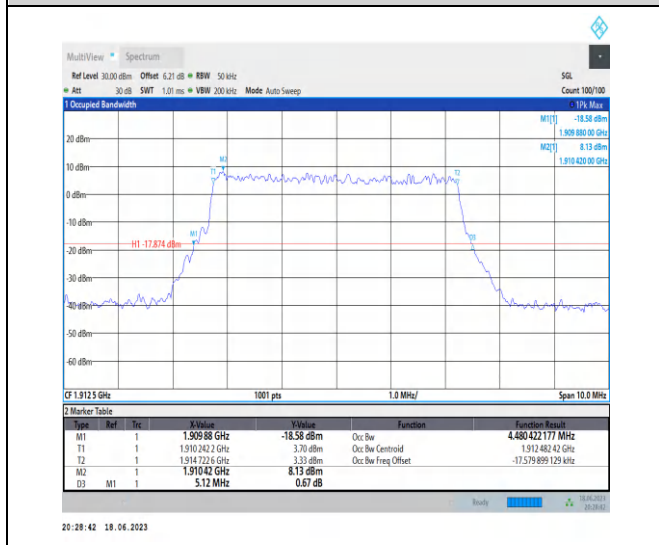 MultiView Spectrum
Ref Level 30.00 dBm Offset 6.21 dB RBW 50 kHz SGL
Att 30 dB SWT 1.01 ms VBW 200 kHz Mode Auto Sweep Count 100/100
1 Occupied Bandwidth 1Pk Max
M1[1] -18.58 dBm
1.909 880 00 GHz
M2[1] 8.13 dBm
1.910 420 00 GHz
20 dBm
10 dBm
0 dBm
-10 dBm
-20 dBm
-30 dBm
-40 dBm
-50 dBm
-60 dBm
M2
T1
T2
M1
D3
H1 -17.874 dBm
CF 1.912 5 GHz 1001 pts 1.0 MHz/ Span 10.0 MHz
2 Marker Table
Type Ref Trc X-Value Y-Value Function Function Result
M1 1 1.909 88 GHz -18.58 dBm Occ Bw 4.480 422 177 MHz
T1 1 1.910 242 2 GHz 3.70 dBm Occ Bw Centroid 1.912 482 42 GHz
T2 1 1.914 722 6 GHz 3.33 dBm Occ Bw Freq Offset -17.579 899 129 kHz
M2 1 1.910 42 GHz 8.13 dBm
D3 M1 1 5.12 MHz 0.67 dB
Ready 18.06.2023
20:28:42
20:28:42 18.06.2023